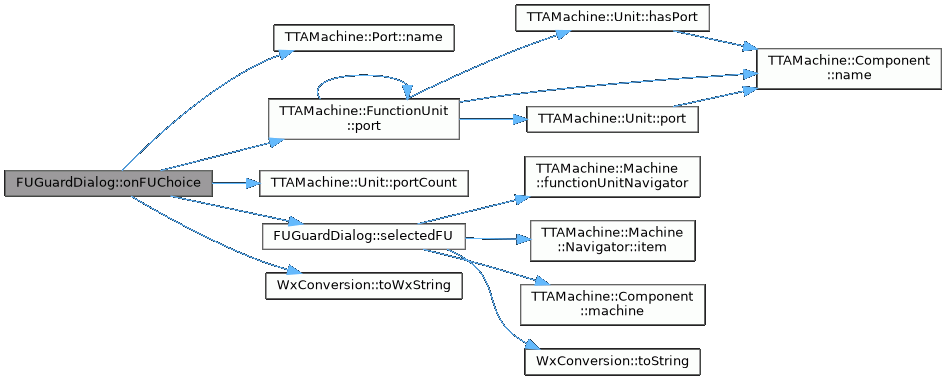 TTAMachine::Unit::hasPort
TTAMachine::Port::name
TTAMachine::Component
::name
TTAMachine::FunctionUnit
::port
TTAMachine::Unit::port
FUGuardDialog::onFUChoice
TTAMachine::Unit::portCount
TTAMachine::Machine
::functionUnitNavigator
FUGuardDialog::selectedFU
TTAMachine::Machine
::Navigator::item
WxConversion::toWxString
TTAMachine::Component
::machine
WxConversion::toString